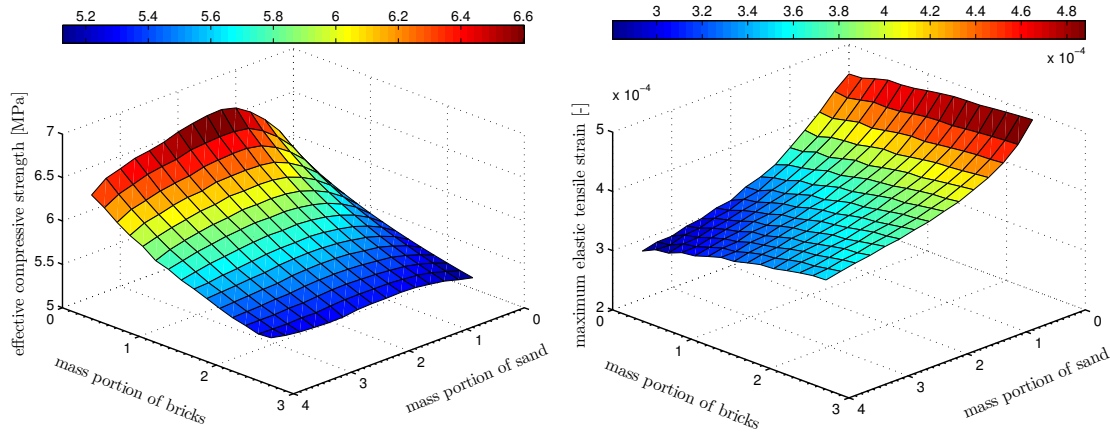 5.2 5.4 5.6 5.8 6 6.2 6.4 6.6
7
6.5
6
5.5
5
effective compressive strength [MPa]
0
1
2
3
mass portion of bricks
4
3
2
1
0
mass portion of sand
3 3.2 3.4 3.6 3.8 4 4.2 4.4 4.6 4.8
x 10⁻⁴
x 10⁻⁴
5
4
3
2
maximum elastic tensile strain [-]
0
1
2
3
mass portion of bricks
4
3
2
1
0
mass portion of sand